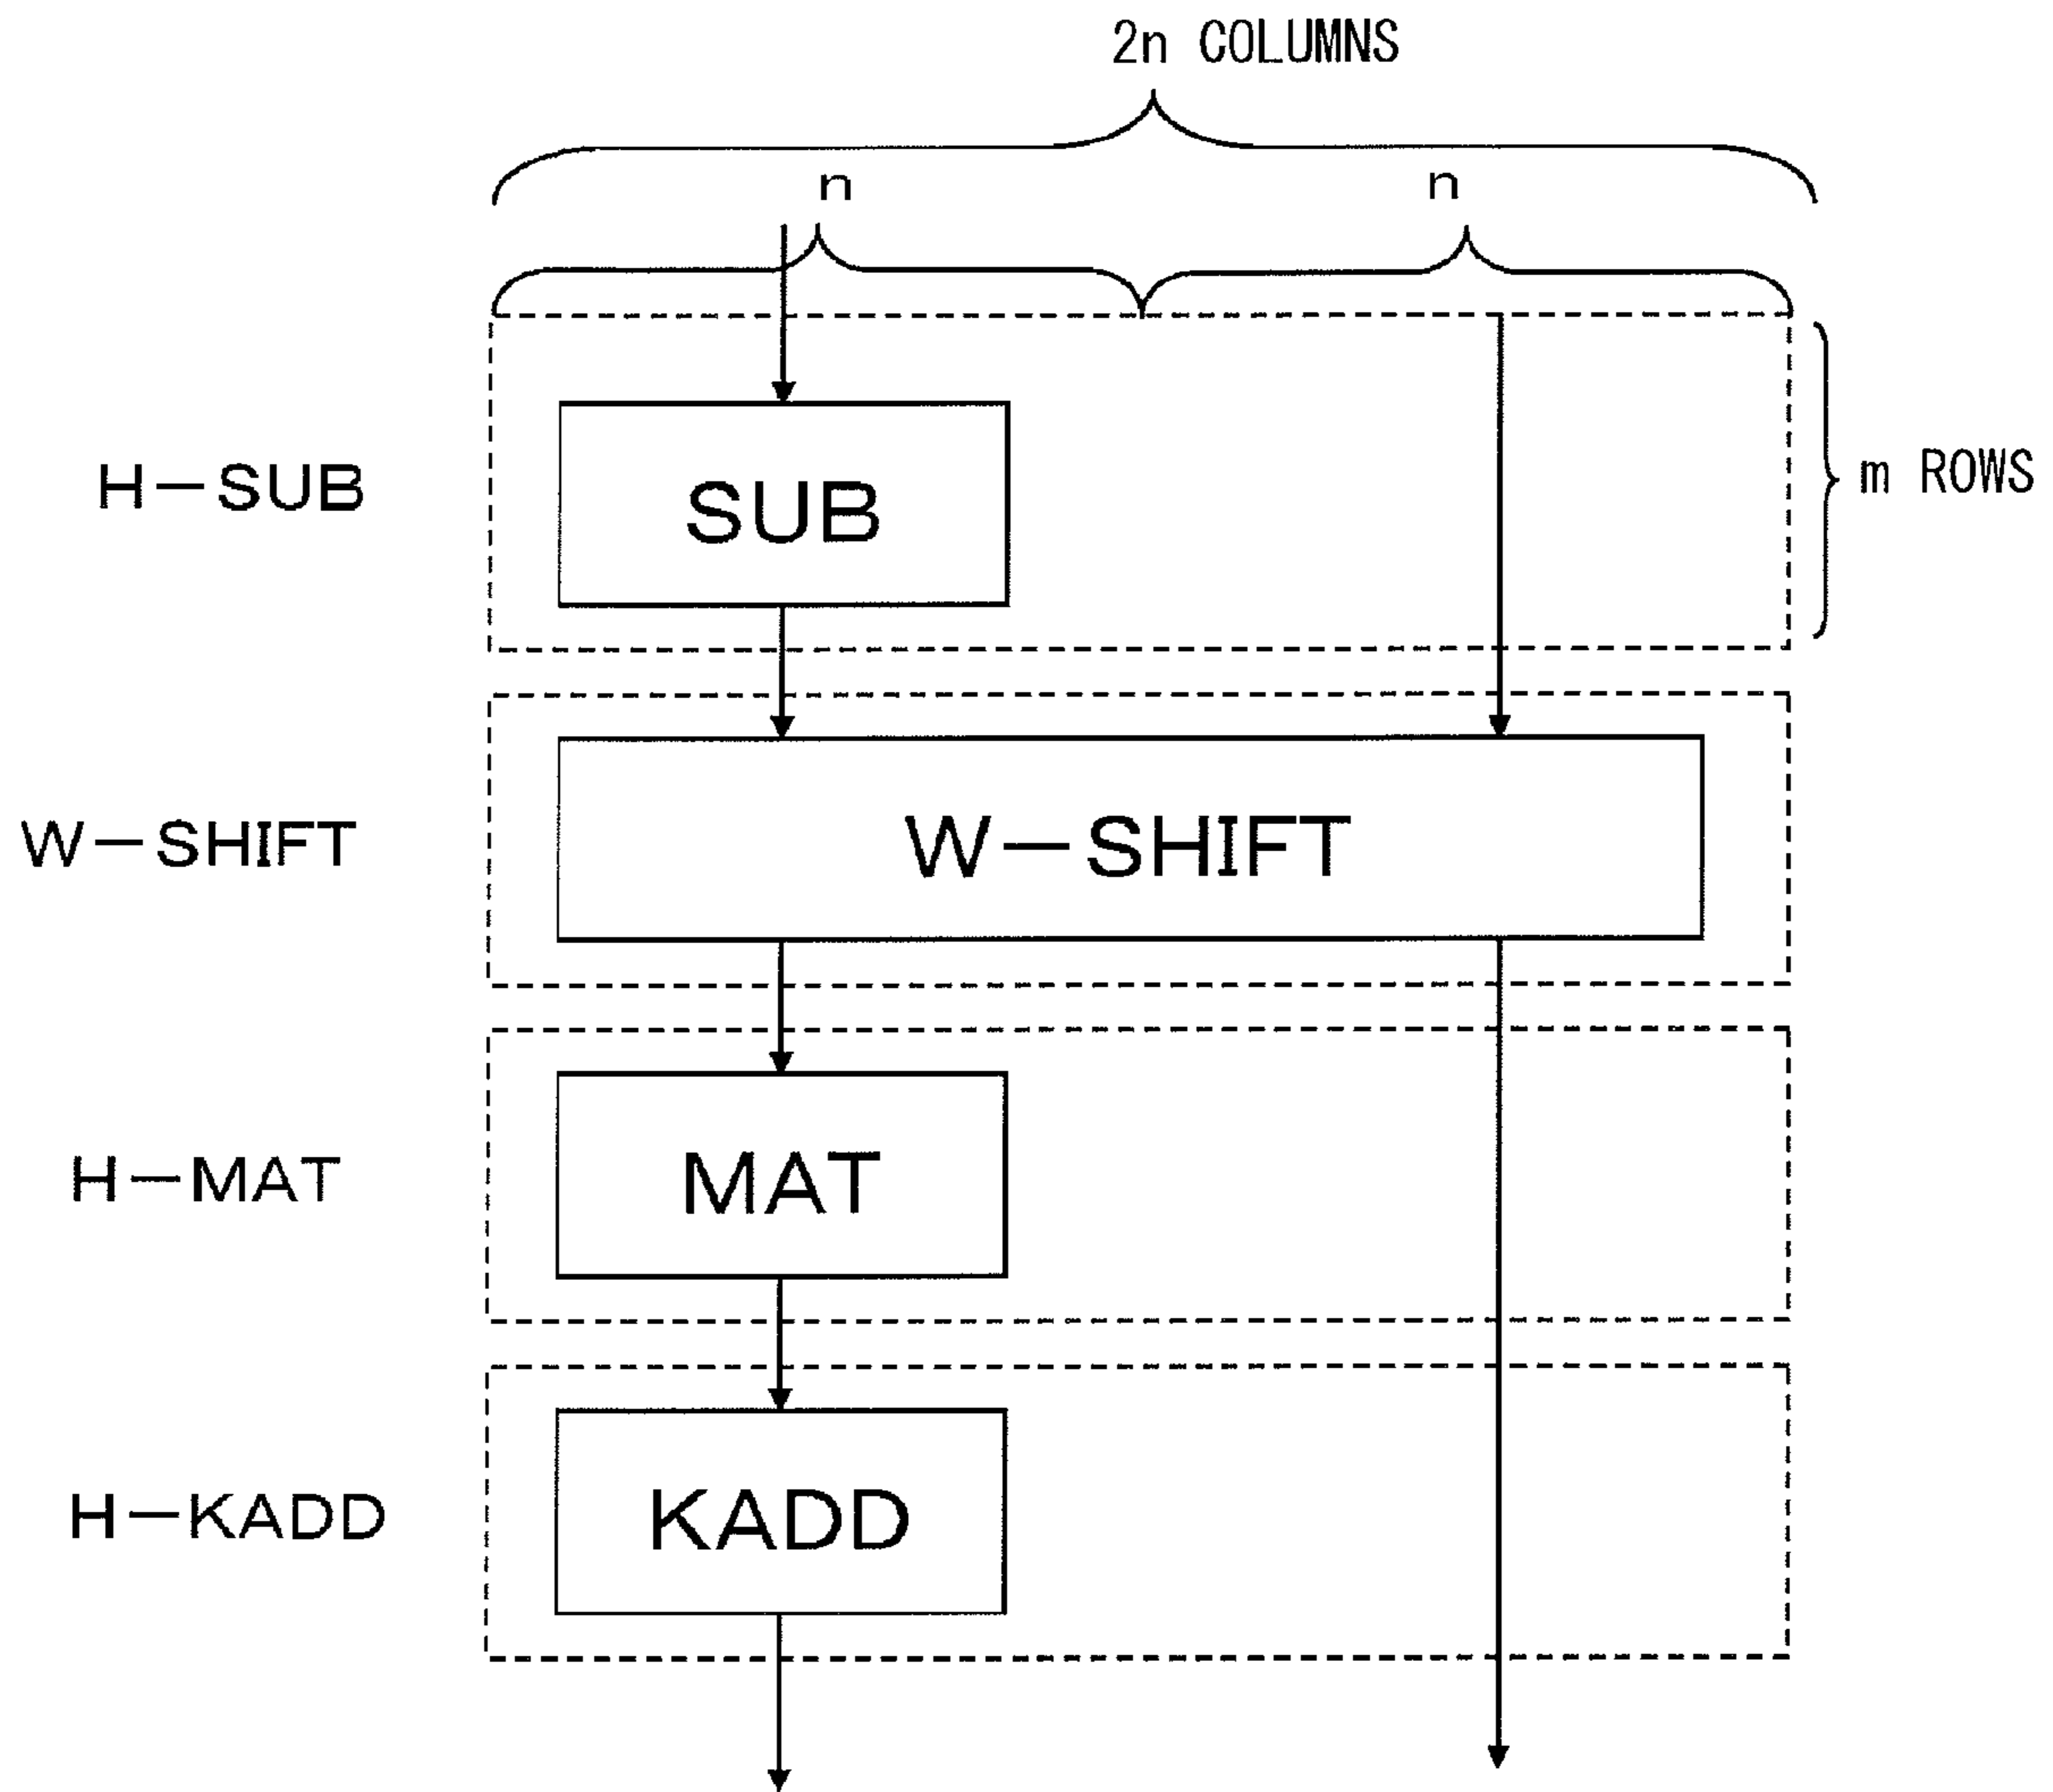 2n COLUMNS
n
n
H-SUB
SUB
m ROWS
W-SHIFT
W-SHIFT
H-MAT
MAT
H-KADD
KADD